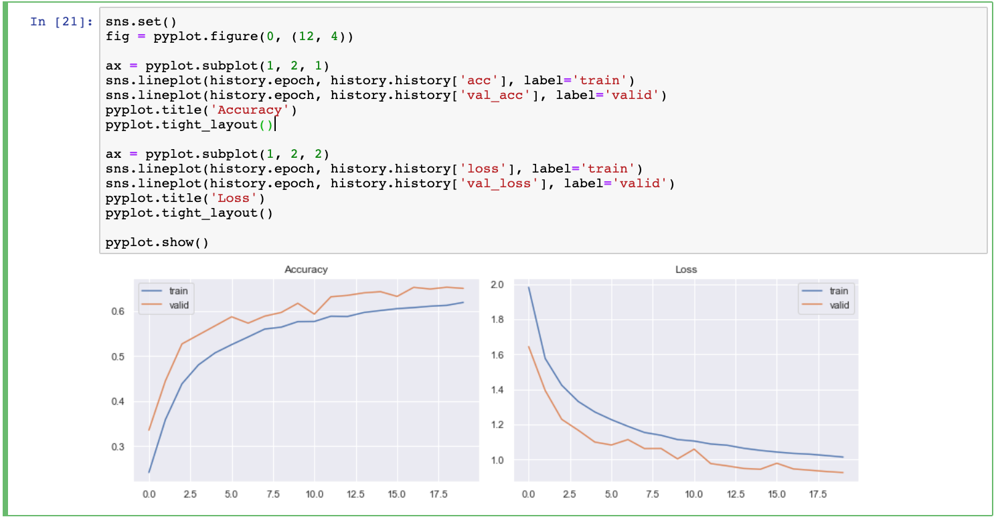 In [21]:
sns.set()
fig = pyplot.figure(0, (12, 4))
ax = pyplot.subplot(1, 2, 1)
sns.lineplot(history.epoch, history.history['acc'], label='train')
sns.lineplot(history.epoch, history.history['val_acc'], label='valid')
pyplot.title('Accuracy')
pyplot.tight_layout()
ax = pyplot.subplot(1, 2, 2)
sns.lineplot(history.epoch, history.history['loss'], label='train')
sns.lineplot(history.epoch, history.history['val_loss'], label='valid')
pyplot.title('Loss')
pyplot.tight_layout()
pyplot.show()
Accuracy
train
valid
0.6
0.5
0.4
0.3
0.0 2.5 5.0 7.5 10.0 12.5 15.0 17.5
Loss
train
valid
2.0
1.8
1.6
1.4
1.2
1.0
0.0 2.5 5.0 7.5 10.0 12.5 15.0 17.5